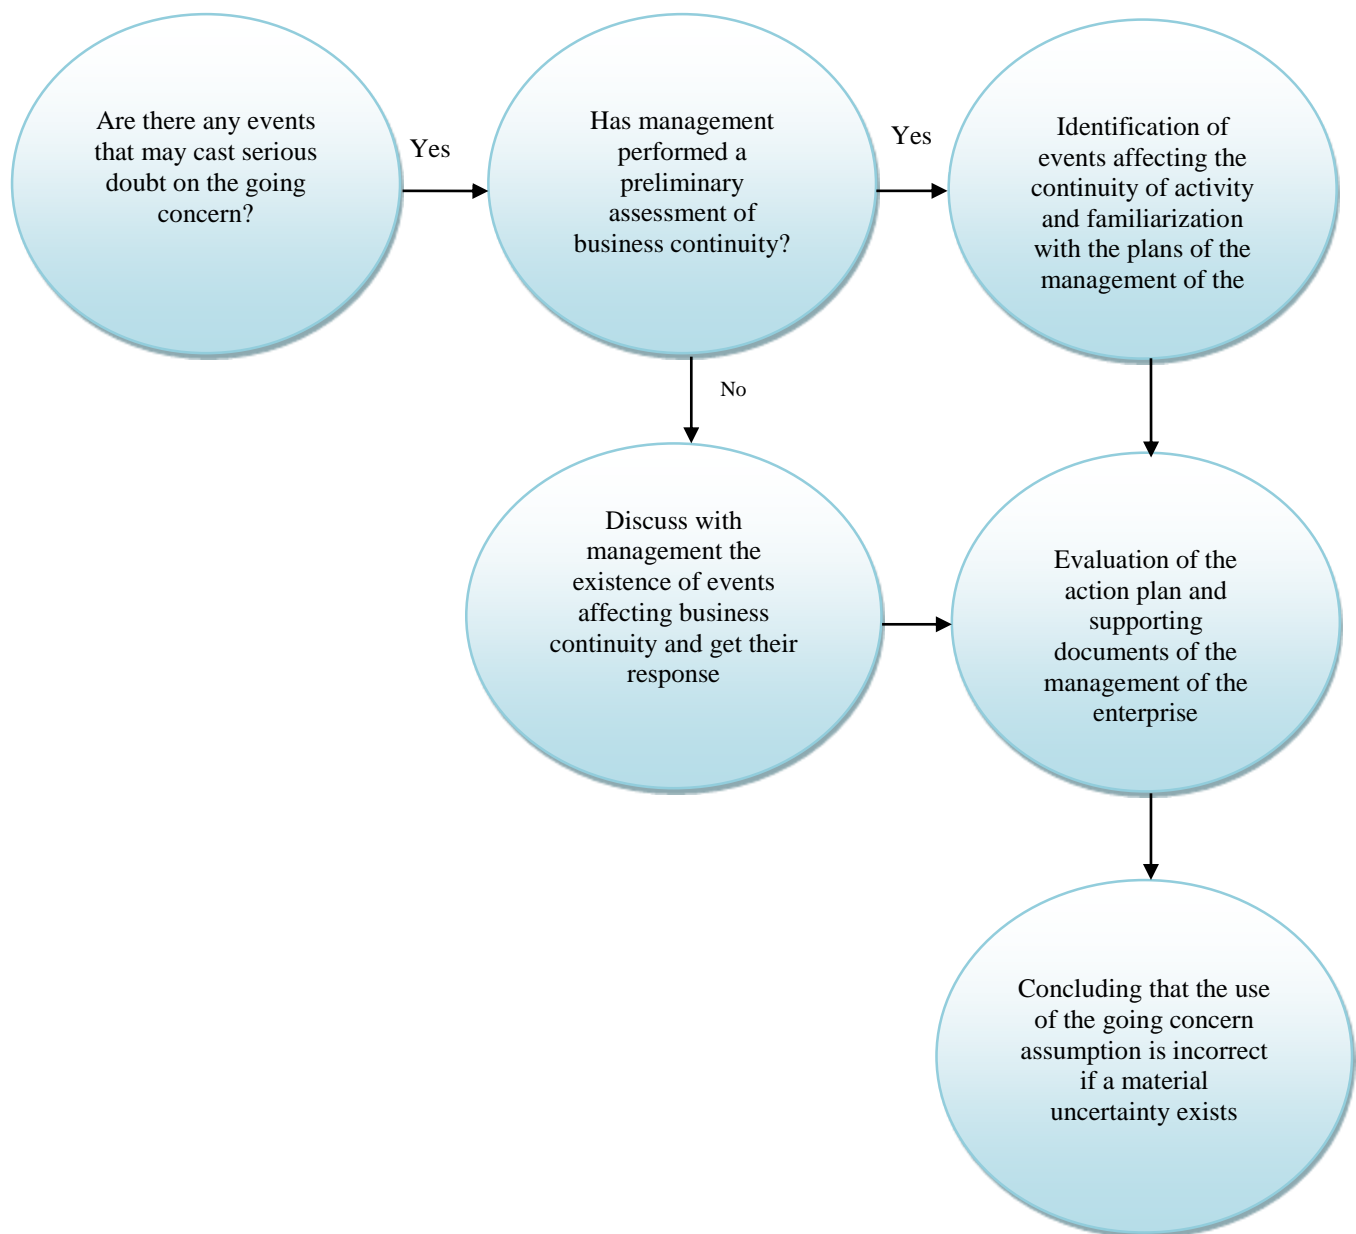 Are there any events
that may cast serious
doubt on the going
concern?
Yes
Has management
performed a
preliminary
assessment of
business continuity?
Yes
Identification of
events affecting the
continuity of activity
and familiarization
with the plans of the
management of the
No
Discuss with
management the
existence of events
affecting business
continuity and get their
response
Evaluation of the
action plan and
supporting
documents of the
management of the
enterprise
Concluding that the use
of the going concern
assumption is incorrect
if a material
uncertainty exists